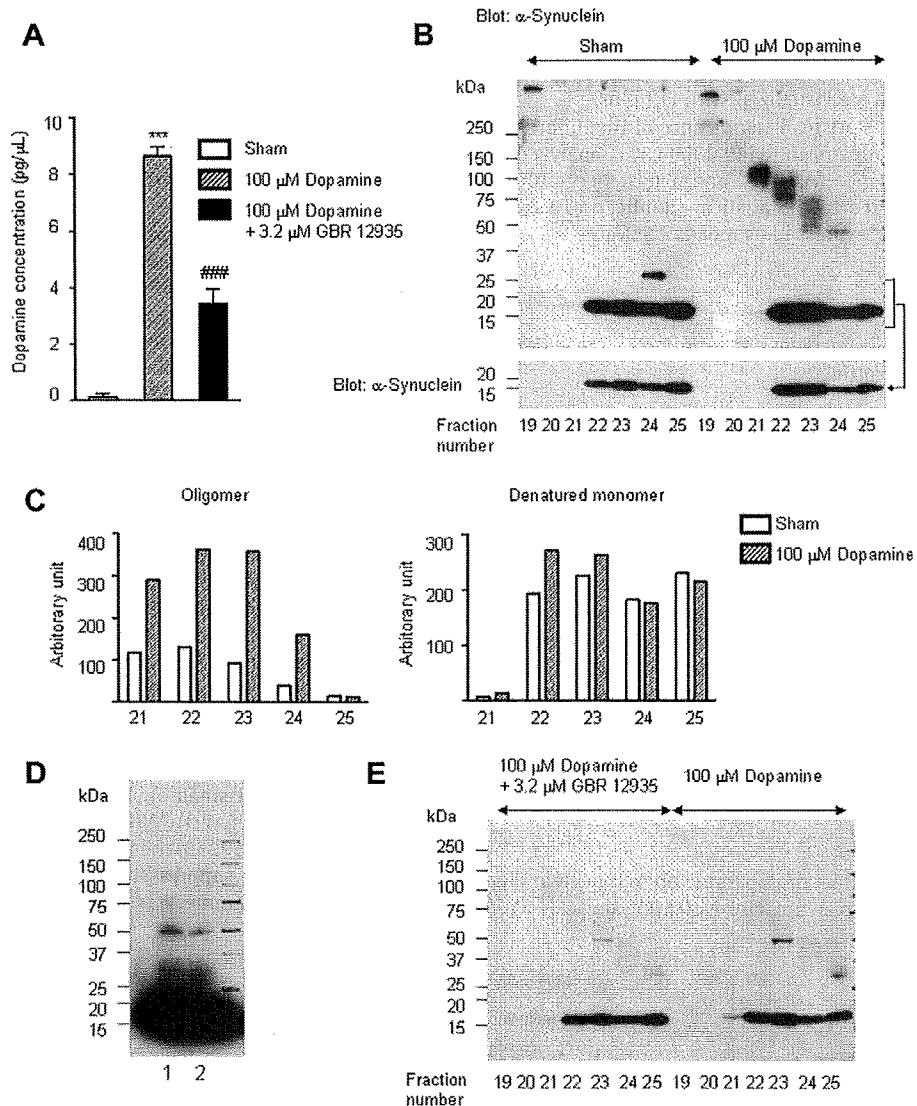 A
Dopamine concentration (pg/µL)
10
8
6
4
2
0
***
###
Sham
100 µM Dopamine
100 µM Dopamine
+ 3.2 µM GBR 12935
B
Blot: α-Synuclein
Sham
100 µM Dopamine
kDa
250
150
100
75
50
37
25
20
15
Blot: α-Synuclein
20
15
Fraction
number
19 20 21 22 23 24 25 19 20 21 22 23 24 25
C
Oligomer
Arbitorary unit
400
300
200
100
21 22 23 24 25
Denatured monomer
Arbitorary unit
300
200
100
21 22 23 24 25
Sham
100 µM Dopamine
D
kDa
250
150
100
75
50
37
25
20
15
1 2
E
100 µM Dopamine
+ 3.2 µM GBR 12935
100 µM Dopamine
kDa
250
150
100
75
50
37
25
20
15
Fraction
number
19 20 21 22 23 24 25 19 20 21 22 23 24 25